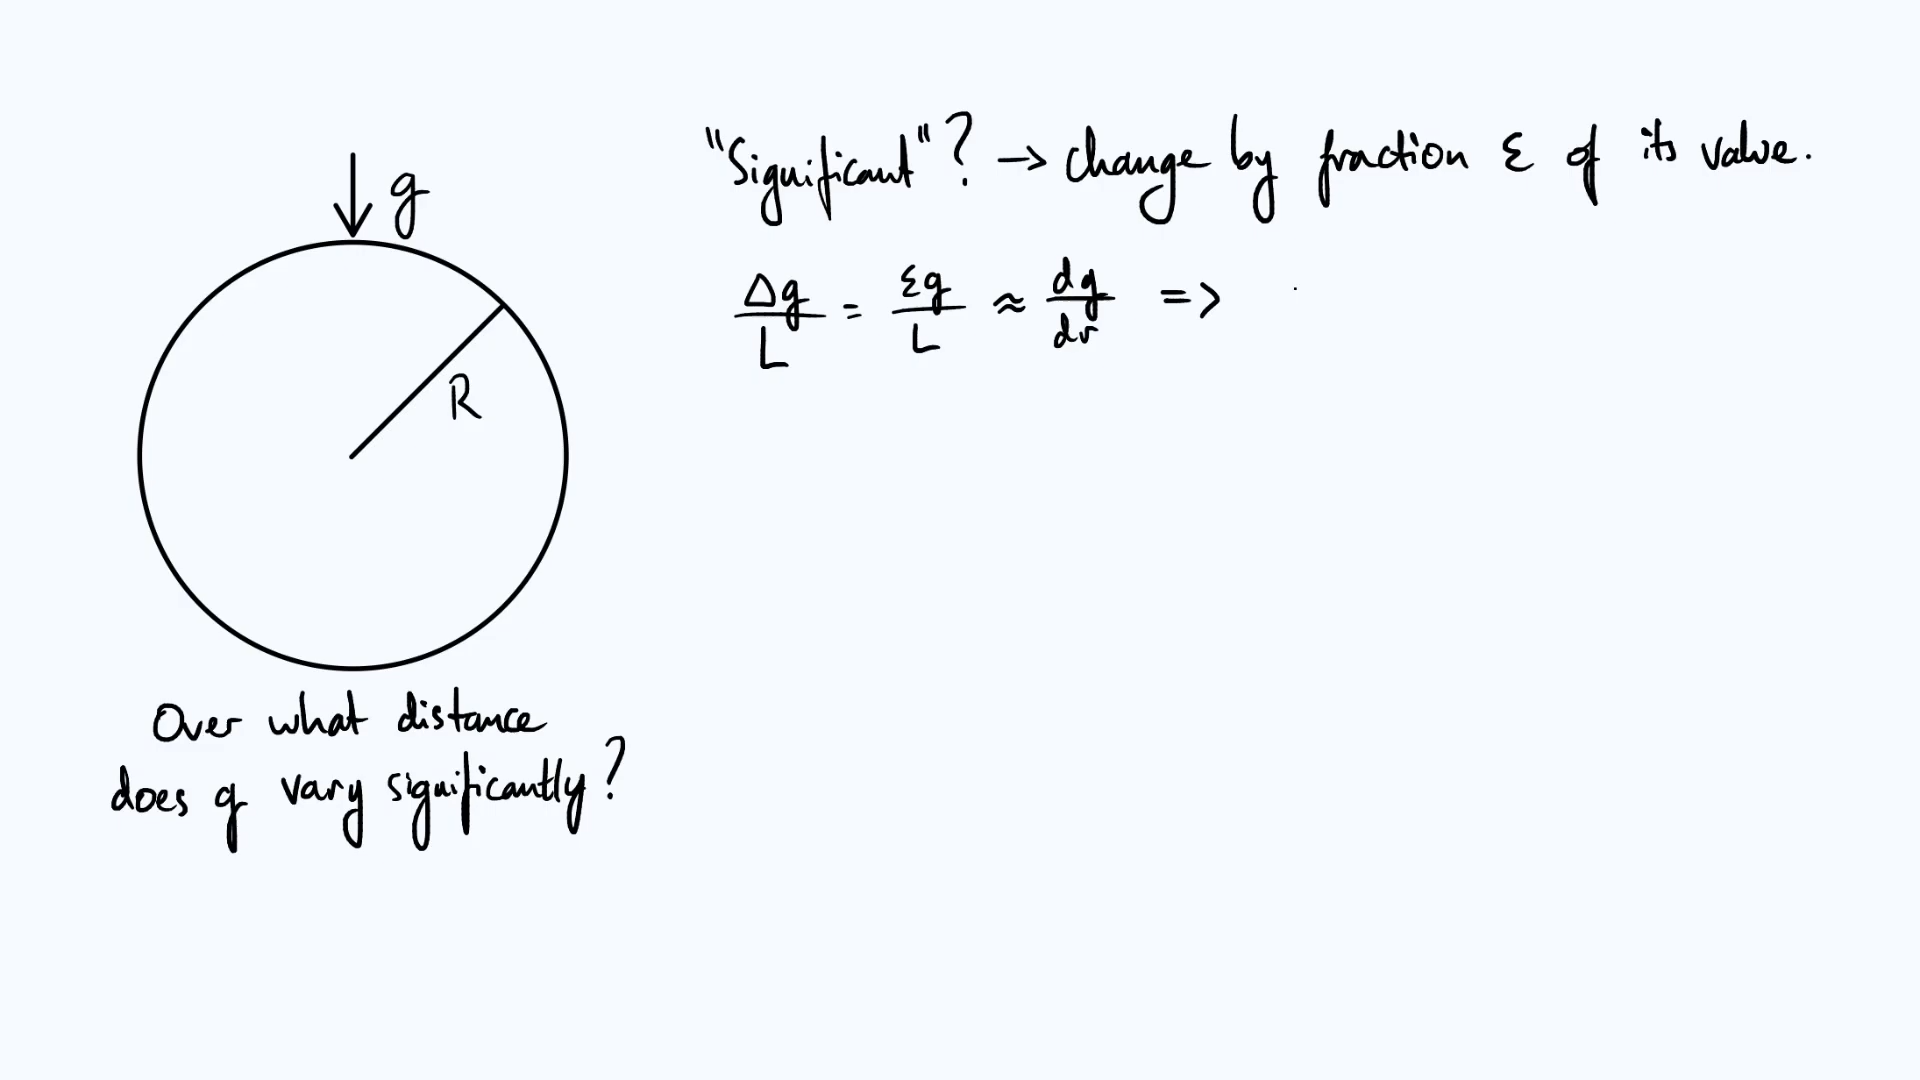 "Significant"? → change by fraction ε of its value.
g
Δg/L = εg/L ≈ dg/dr =>
R
Over what distance
does g vary significantly?